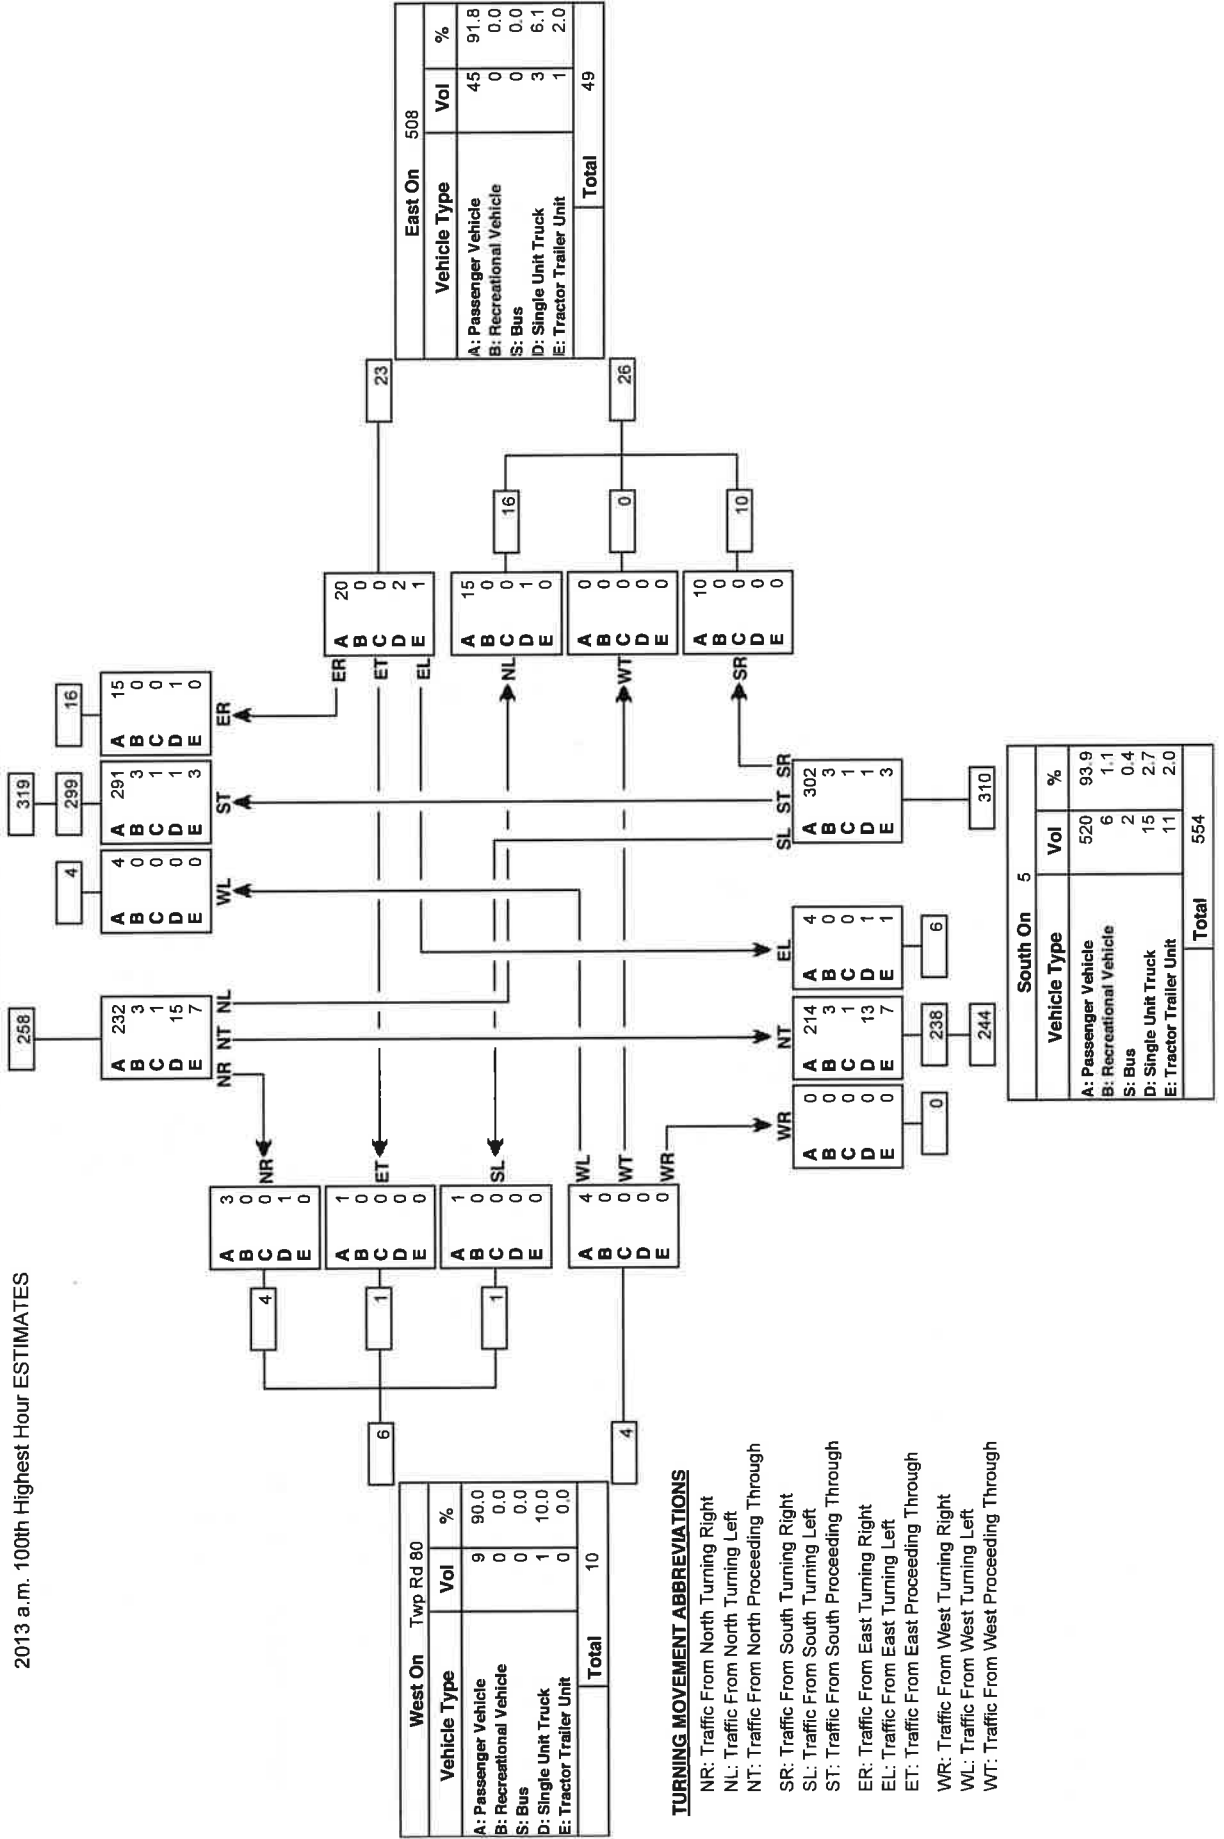 2013 a.m. 100th Highest Hour ESTIMATES
258
A 232
B 3
C 1
D 15
E 7
NR NT NL
4
A 4
B 0
C 0
D 0
E 0
WL
319
299
A 291
B 3
C 1
D 1
E 3
ST
16
A 15
B 0
C 0
D 1
E 0
ER
West On Twp Rd 80
Vehicle Type Vol %
A: Passenger Vehicle 9 90.0
B: Recreational Vehicle 0 0.0
S: Bus 0 0.0
D: Single Unit Truck 1 10.0
E: Tractor Trailer Unit 0 0.0
Total 10
6
4
4
A 3
B 0
C 0
D 1
E 0
NR
1
A 1
B 0
C 0
D 0
E 0
ET
1
A 1
B 0
C 0
D 0
E 0
SL
A 4
B 0
C 0
D 0
E 0
WL
WT
WR
ER
ET
EL
A 20
B 0
C 0
D 2
E 1
23
NL
A 15
B 0
C 0
D 1
E 0
16
WT
A 0
B 0
C 0
D 0
E 0
0
SR
A 10
B 0
C 0
D 0
E 0
10
26
East On 508
Vehicle Type Vol %
A: Passenger Vehicle 45 91.8
B: Recreational Vehicle 0 0.0
S: Bus 0 0.0
D: Single Unit Truck 3 6.1
E: Tractor Trailer Unit 1 2.0
Total 49
WR
A 0
B 0
C 0
D 0
E 0
0
NT
A 214
B 3
C 1
D 13
E 7
238
244
EL
A 4
B 0
C 0
D 1
E 1
6
SL ST SR
A 302
B 3
C 1
D 1
E 3
310
South On 5
Vehicle Type Vol %
A: Passenger Vehicle 520 93.9
B: Recreational Vehicle 6 1.1
S: Bus 2 0.4
D: Single Unit Truck 15 2.7
E: Tractor Trailer Unit 11 2.0
Total 554
TURNING MOVEMENT ABBREVIATIONS
NR: Traffic From North Turning Right
NL: Traffic From North Turning Left
NT: Traffic From North Proceeding Through
SR: Traffic From South Turning Right
SL: Traffic From South Turning Left
ST: Traffic From South Proceeding Through
ER: Traffic From East Turning Right
EL: Traffic From East Turning Left
ET: Traffic From East Proceeding Through
WR: Traffic From West Turning Right
WL: Traffic From West Turning Left
WT: Traffic From West Proceeding Through